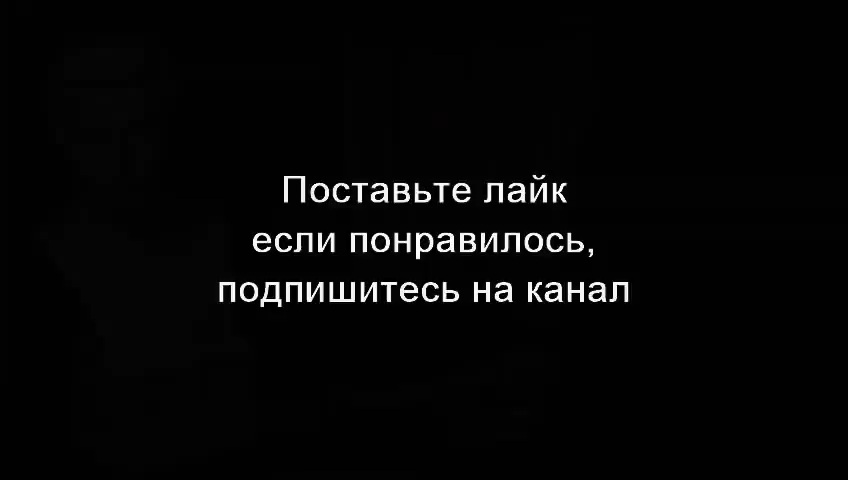 Поставьте лайк
если понравилось,
подпишитесь на канал